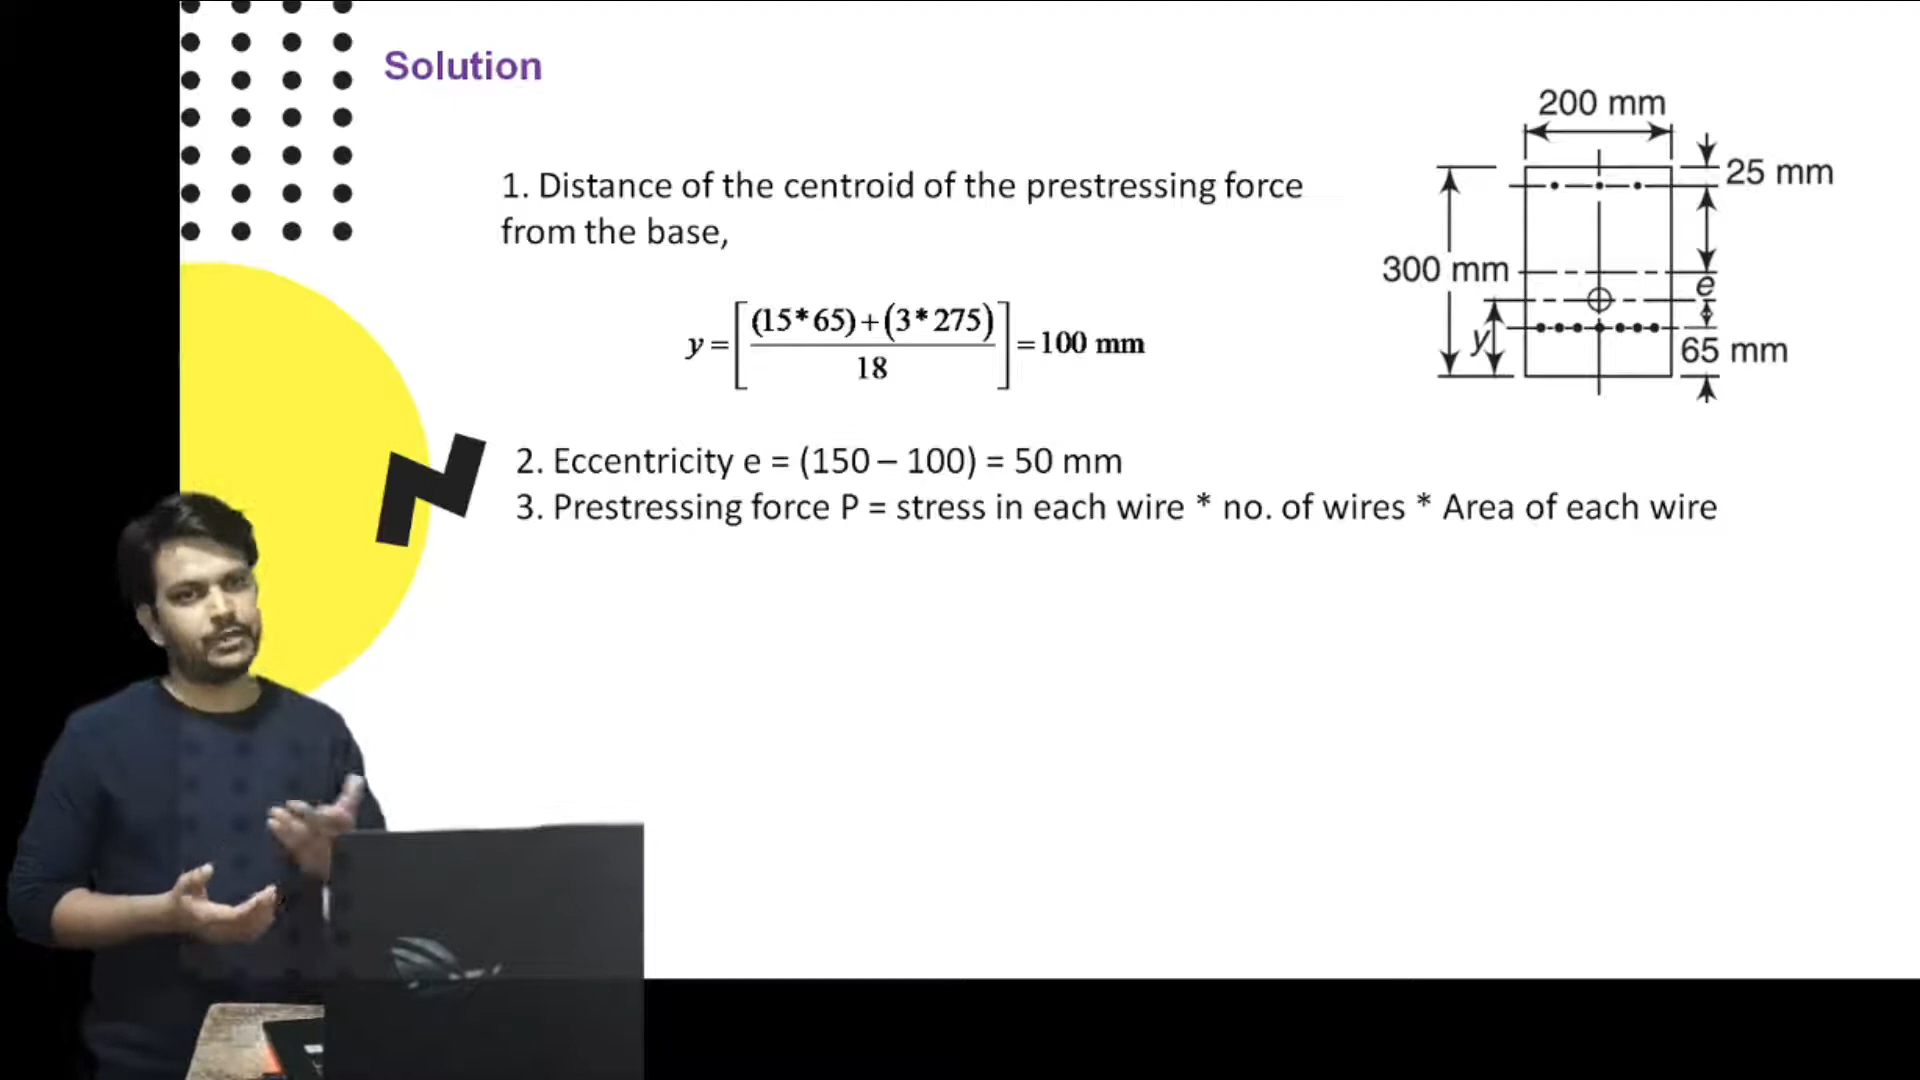 Solution
1. Distance of the centroid of the prestressing force
from the base,
y = [(15*65)+(3*275) / 18] = 100 mm
2. Eccentricity e = (150 – 100) = 50 mm
3. Prestressing force P = stress in each wire * no. of wires * Area of each wire
200 mm
25 mm
300 mm
e
y
65 mm